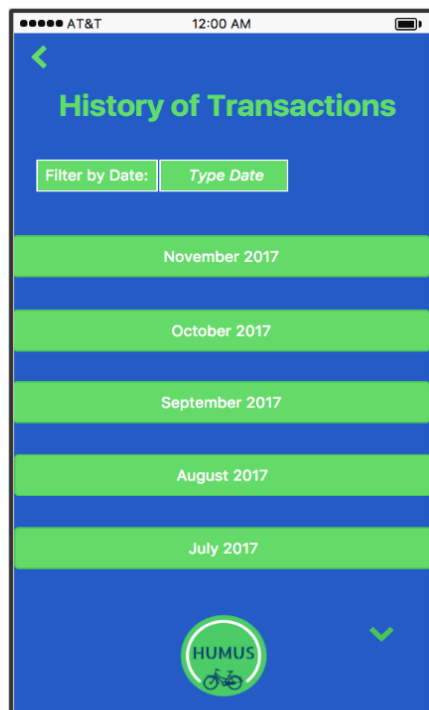 AT&T 12:00 AM
History of Transactions
Filter by Date: Type Date
November 2017
October 2017
September 2017
August 2017
July 2017
HUMUS